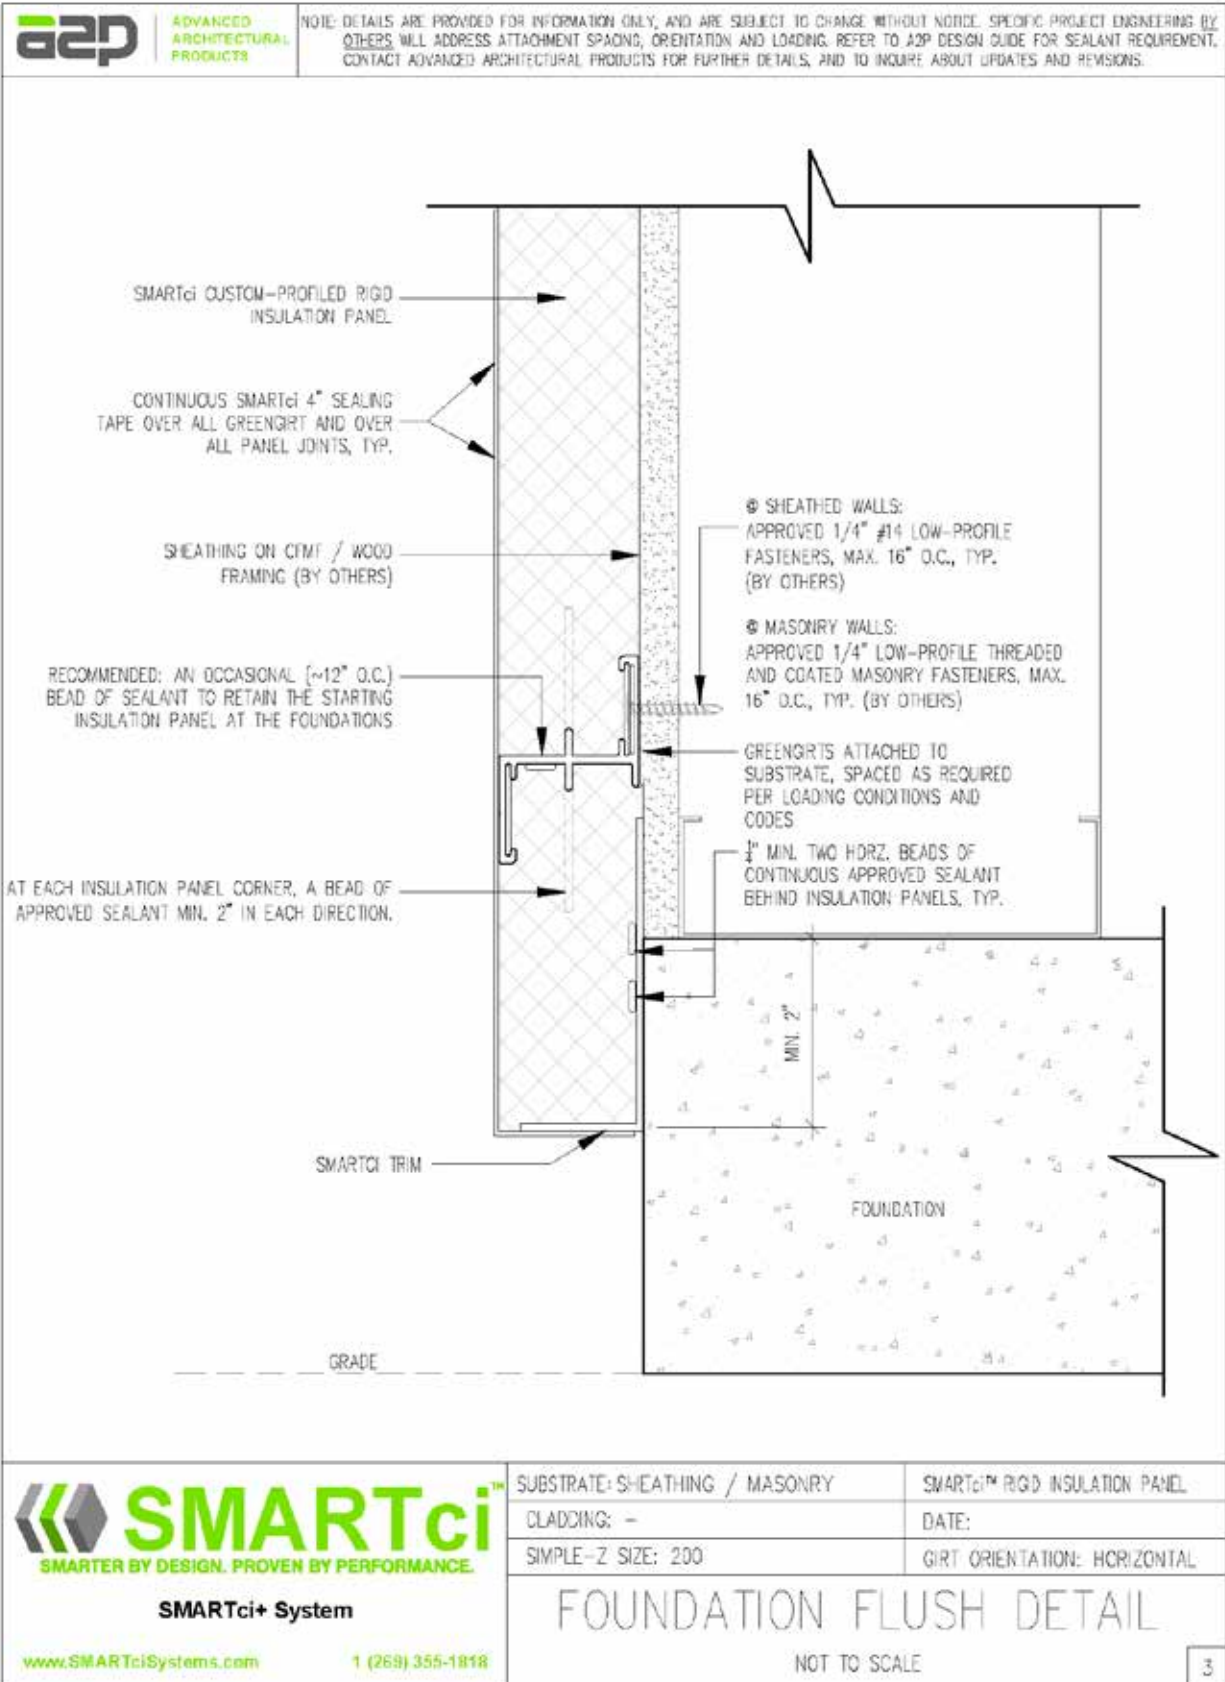 a2p
ADVANCED
ARCHITECTURAL
PRODUCTS
NOTE: DETAILS ARE PROVIDED FOR INFORMATION ONLY, AND ARE SUBJECT TO CHANGE WITHOUT NOTICE. SPECIFIC PROJECT ENGINEERING BY
OTHERS WILL ADDRESS ATTACHMENT SPACING, ORIENTATION AND LOADING. REFER TO A2P DESIGN GUIDE FOR SEALANT REQUIREMENT.
CONTACT ADVANCED ARCHITECTURAL PRODUCTS FOR FURTHER DETAILS, AND TO INQUIRE ABOUT UPDATES AND REVISIONS.
SMARTci CUSTOM-PROFILED RIGID
INSULATION PANEL
CONTINUOUS SMARTci 4" SEALING
TAPE OVER ALL GREENGIRT AND OVER
ALL PANEL JOINTS, TYP.
SHEATHING ON CFMF / WOOD
FRAMING (BY OTHERS)
RECOMMENDED: AN OCCASIONAL (~12" O.C.)
BEAD OF SEALANT TO RETAIN THE STARTING
INSULATION PANEL AT THE FOUNDATIONS
AT EACH INSULATION PANEL CORNER, A BEAD OF
APPROVED SEALANT MIN. 2" IN EACH DIRECTION.
SMARTCI TRIM
@ SHEATHED WALLS:
APPROVED 1/4" #14 LOW-PROFILE
FASTENERS, MAX. 16" O.C., TYP.
(BY OTHERS)
@ MASONRY WALLS:
APPROVED 1/4" LOW-PROFILE THREADED
AND COATED MASONRY FASTENERS, MAX.
16" O.C., TYP. (BY OTHERS)
GREENGIRTS ATTACHED TO
SUBSTRATE, SPACED AS REQUIRED
PER LOADING CONDITIONS AND
CODES
1/4" MIN. TWO HORZ. BEADS OF
CONTINUOUS APPROVED SEALANT
BEHIND INSULATION PANELS, TYP.
MIN. 2"
FOUNDATION
GRADE
SMARTci™
SMARTER BY DESIGN. PROVEN BY PERFORMANCE.
SMARTci+ System
www.SMARTciSystems.com 1 (269) 355-1818
SUBSTRATE: SHEATHING / MASONRY
SMARTci™ RIGID INSULATION PANEL
CLADDING: -
DATE:
SIMPLE-Z SIZE: 200
GIRT ORIENTATION: HORIZONTAL
FOUNDATION FLUSH DETAIL
NOT TO SCALE
3